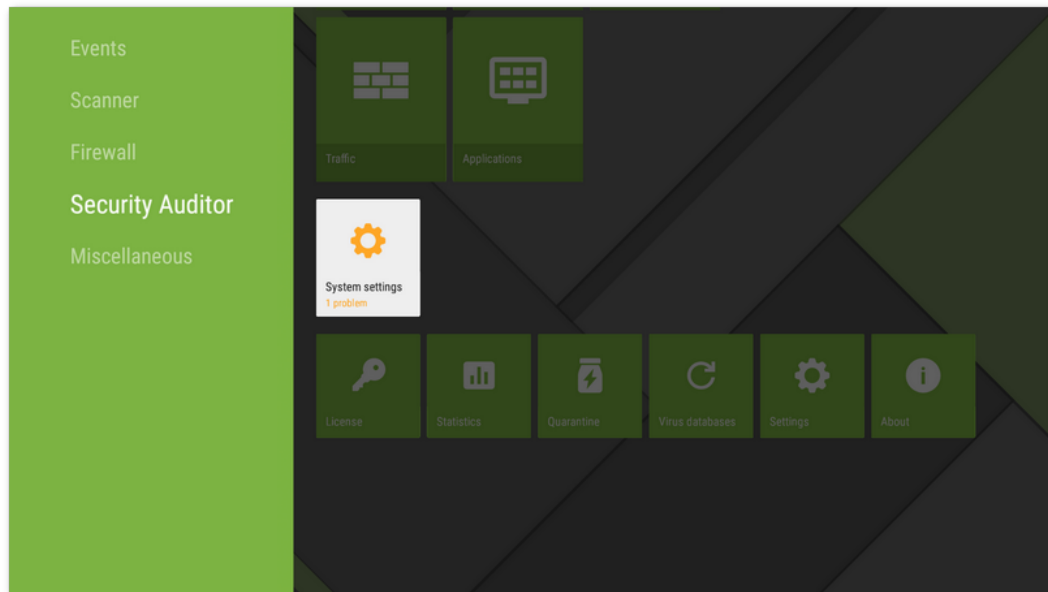 Events
Scanner
Firewall
Security Auditor
Miscellaneous
Traffic
Applications
System settings
1 problem
License
Statistics
Quarantine
Virus databases
Settings
About